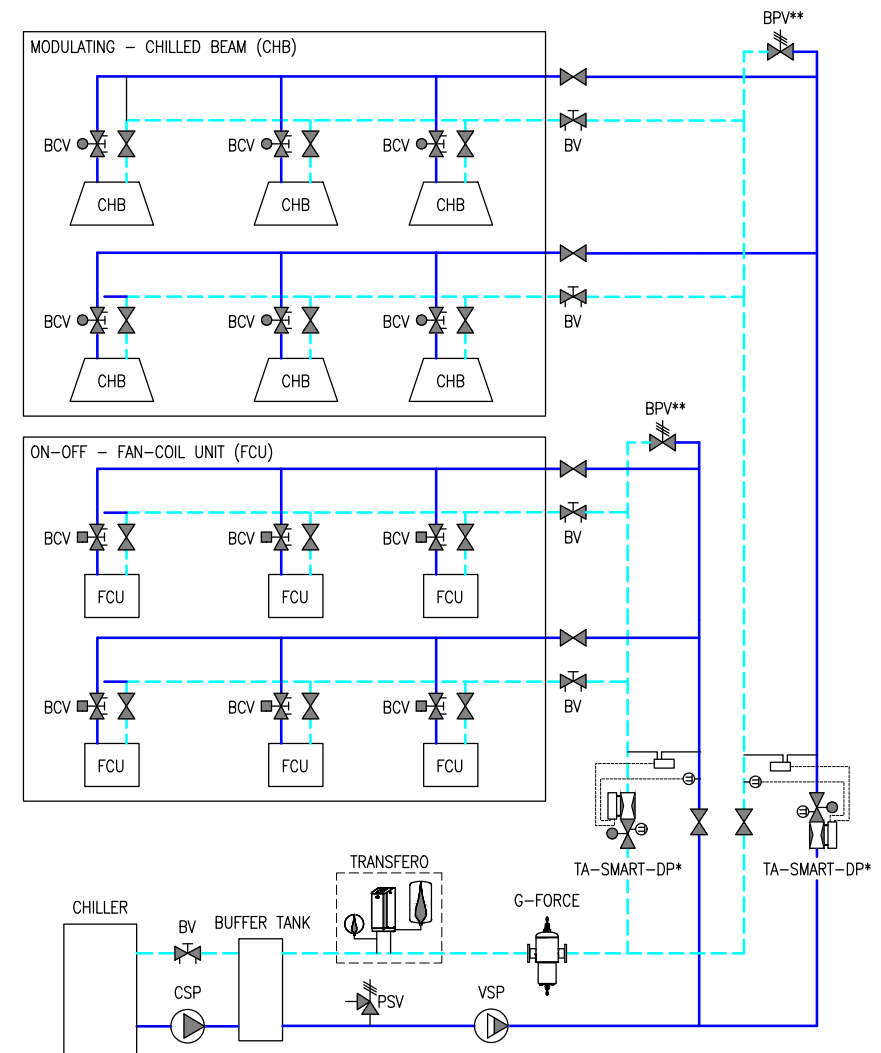 BPV**
MODULATING - CHILLED BEAM (CHB)
BV
BCV
BCV
BCV
CHB
CHB
CHB
BV
BCV
BCV
BCV
CHB
CHB
CHB
BPV**
ON-OFF - FAN-COIL UNIT (FCU)
BV
BCV
BCV
BCV
FCU
FCU
FCU
BV
BCV
BCV
BCV
FCU
FCU
FCU
TRANSFERO
TA-SMART-DP*
TA-SMART-DP*
G-FORCE
CHILLER
BV
BUFFER TANK
CSP
PSV
VSP